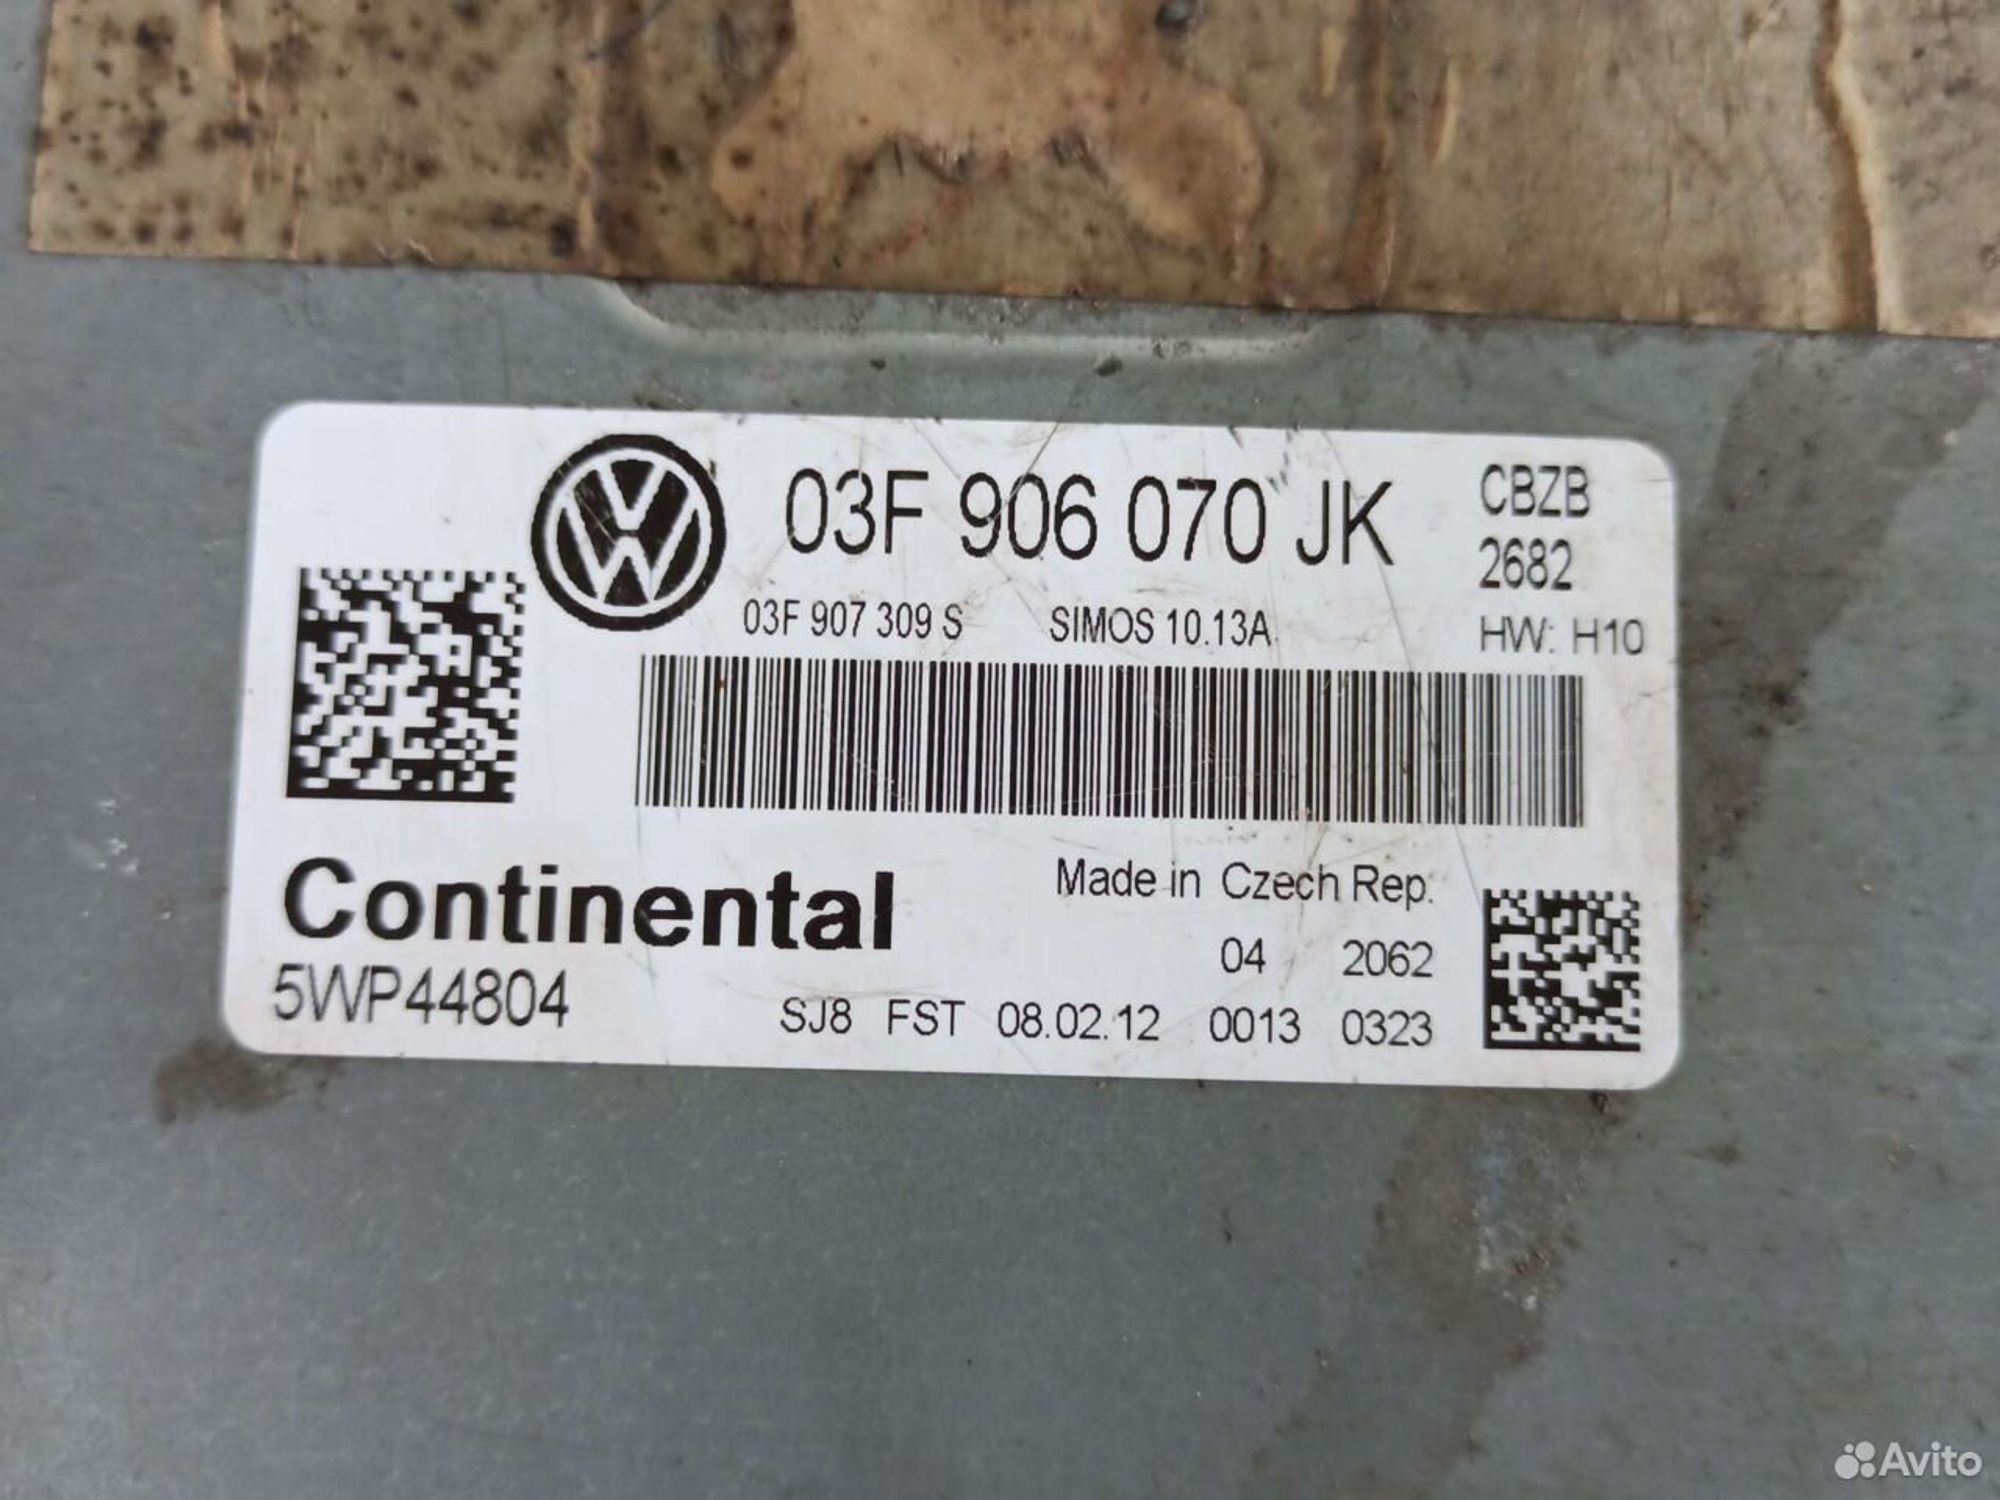 03F 906 070 JK
CBZB
2682
03F 907 309 S SIMOS 10.13A
HW: H10
Continental
Made in Czech Rep.
5WP44804
04 2062
SJ8 FST 08.02.12 0013 0323
Avito